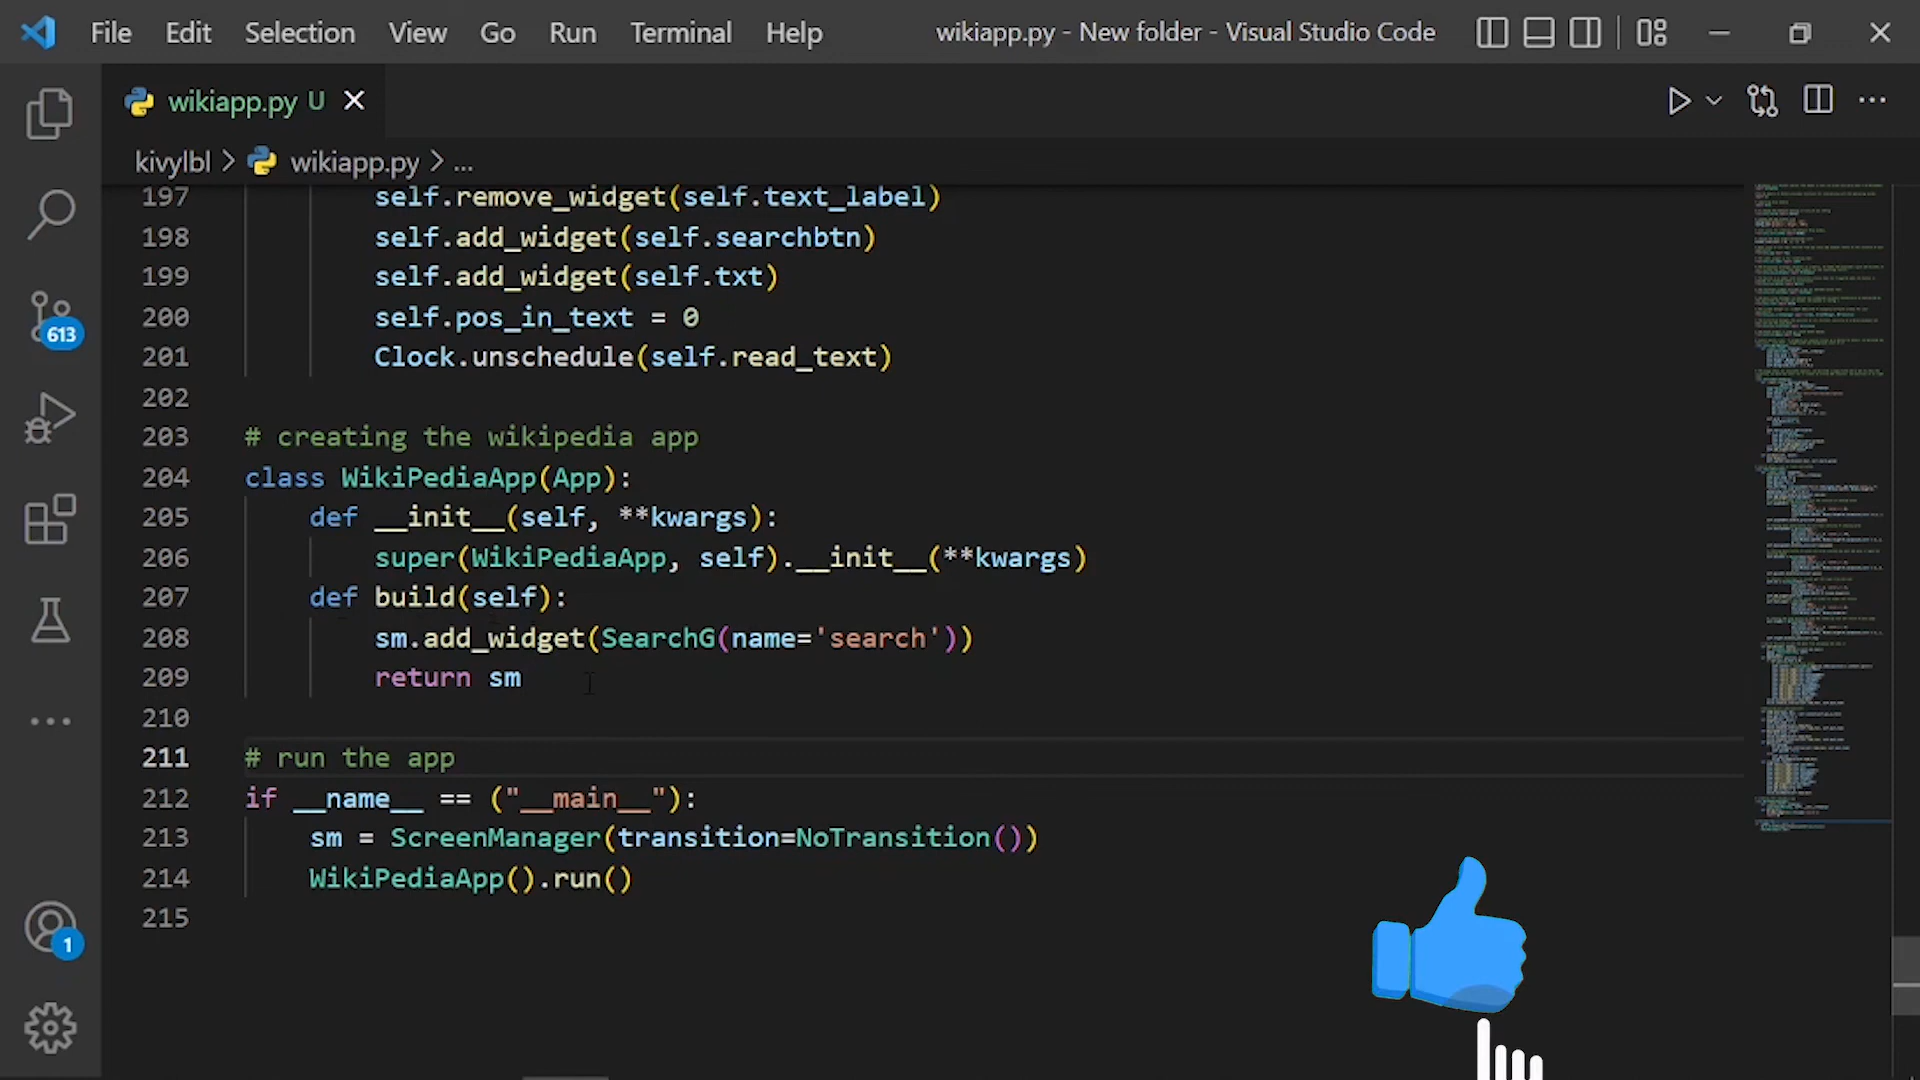 File Edit Selection View Go Run Terminal Help wikiapp.py - New folder - Visual Studio Code
wikiapp.py U
kivylbl > wikiapp.py > ...
197 self.remove_widget(self.text_label)
198 self.add_widget(self.searchbtn)
199 self.add_widget(self.txt)
200 self.pos_in_text = 0
201 Clock.unschedule(self.read_text)
202
203 # creating the wikipedia app
204 class WikiPediaApp(App):
205 def __init__(self, **kwargs):
206 super(WikiPediaApp, self).__init__(**kwargs)
207 def build(self):
208 sm.add_widget(SearchG(name='search'))
209 return sm
210
211 # run the app
212 if __name__ == ("__main__"):
213 sm = ScreenManager(transition=NoTransition())
214 WikiPediaApp().run()
215
613
1